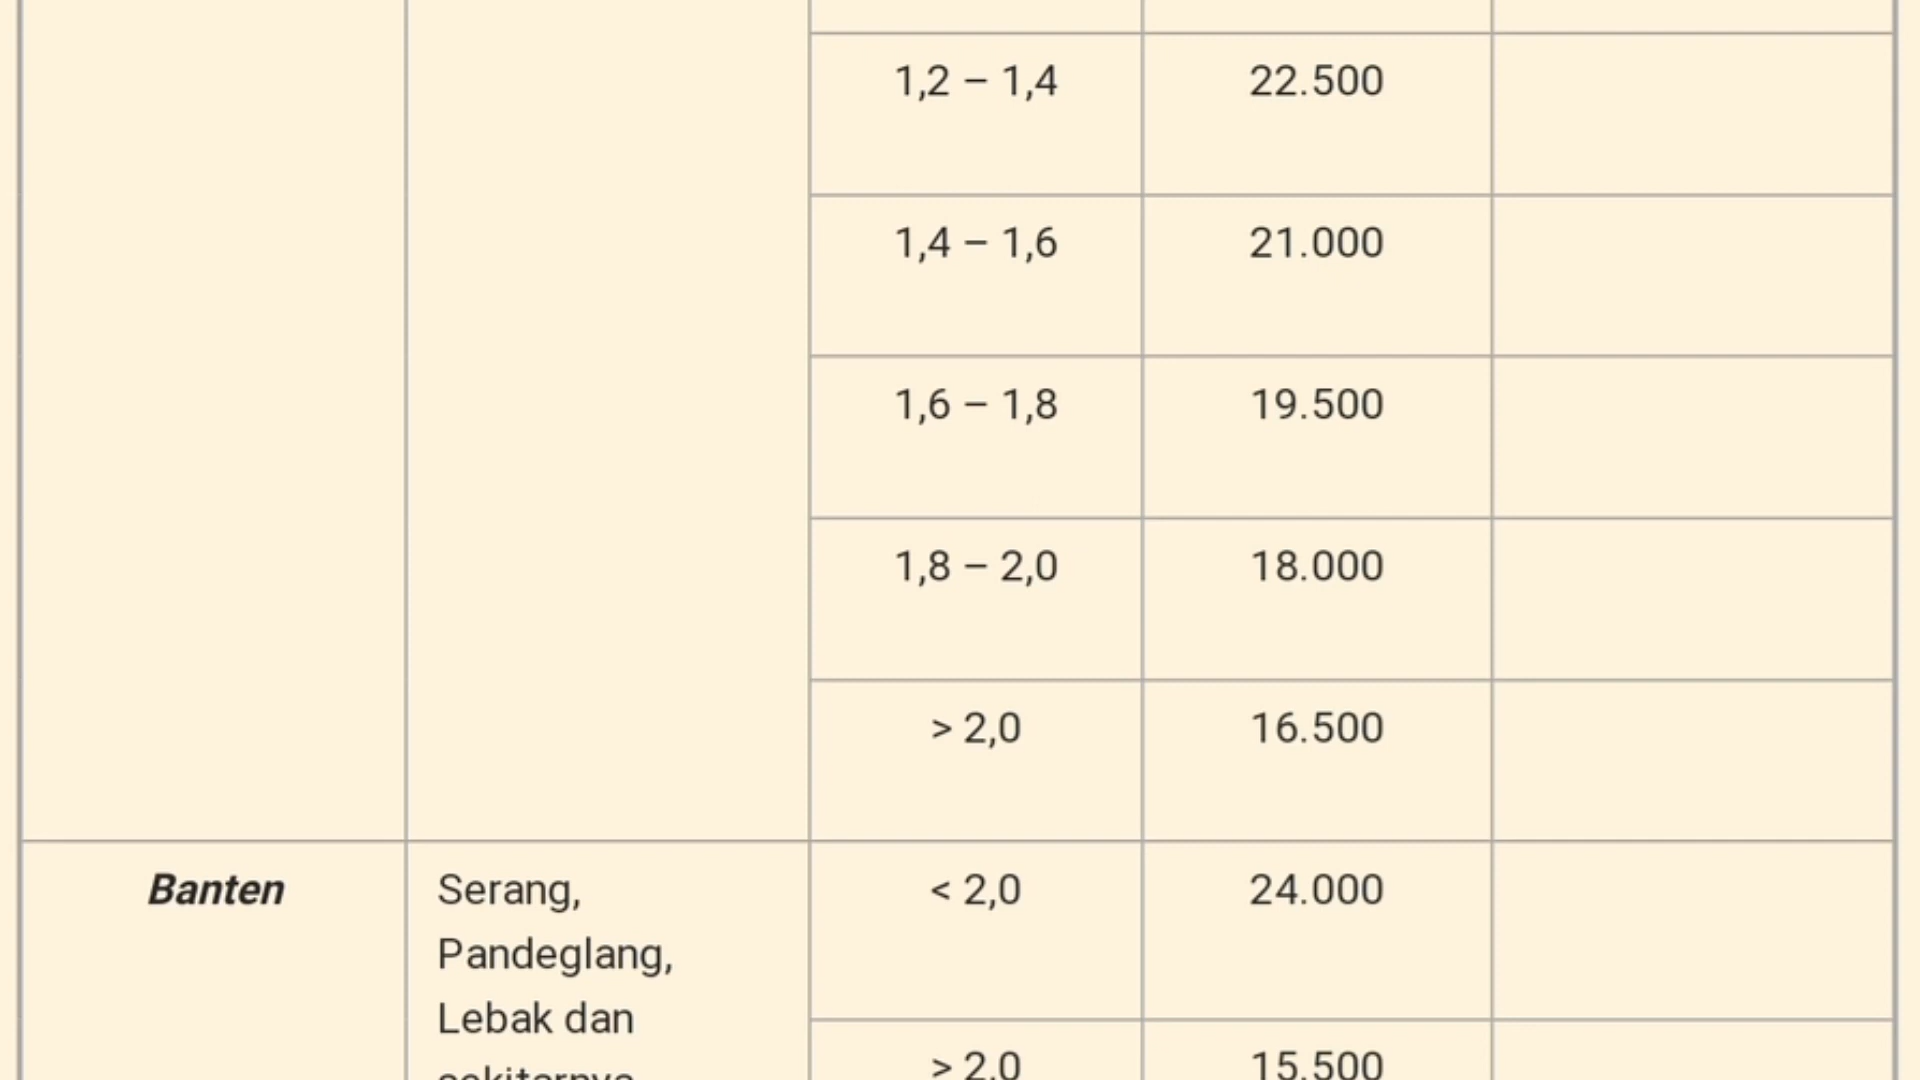 1,2 – 1,4 22.500
1,4 – 1,6 21.000
1,6 – 1,8 19.500
1,8 – 2,0 18.000
> 2,0 16.500
Banten Serang, < 2,0 24.000
Pandeglang,
Lebak dan
> 2,0 15.500
sekitarnya